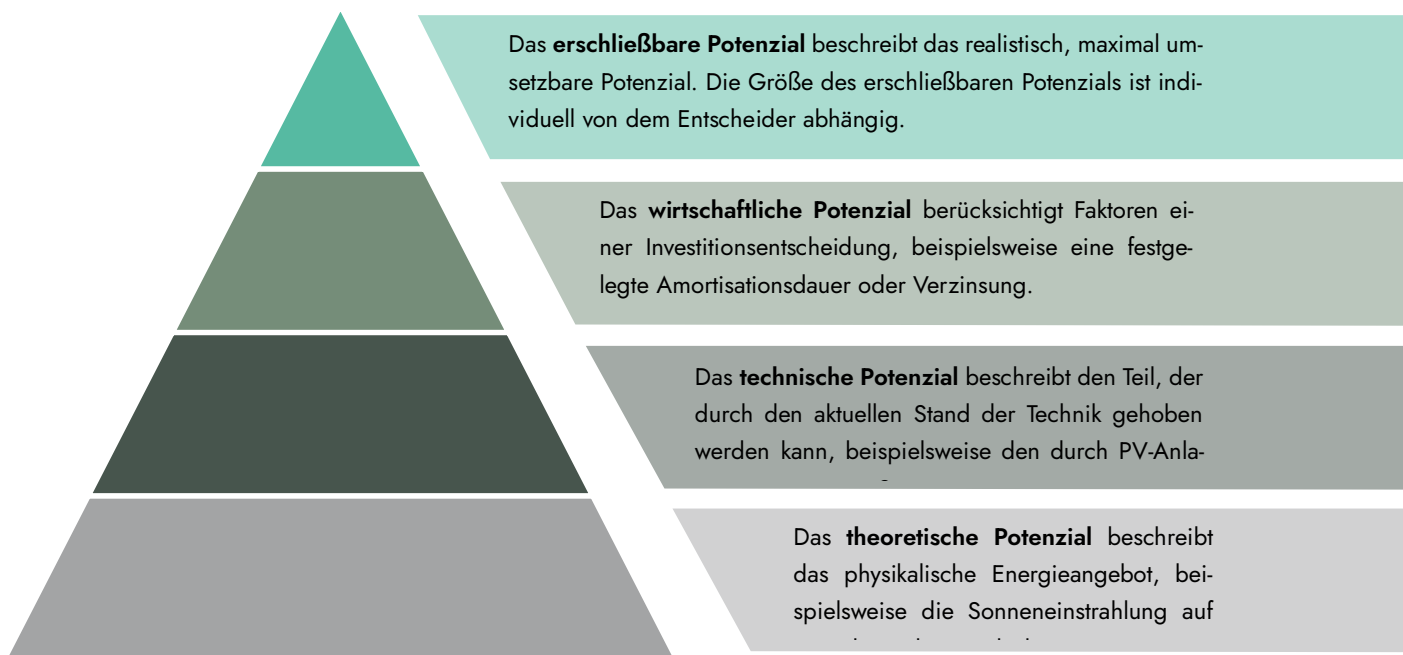 Das erschließbare Potenzial beschreibt das realistisch, maximal um-
setzbare Potenzial. Die Größe des erschließbaren Potenzials ist indi-
viduell von dem Entscheider abhängig.
Das wirtschaftliche Potenzial berücksichtigt Faktoren ei-
ner Investitionsentscheidung, beispielsweise eine festge-
legte Amortisationsdauer oder Verzinsung.
Das technische Potenzial beschreibt den Teil, der
durch den aktuellen Stand der Technik gehoben
werden kann, beispielsweise den durch PV-Anla-
Das theoretische Potenzial beschreibt
das physikalische Energieangebot, bei-
spielsweise die Sonneneinstrahlung auf